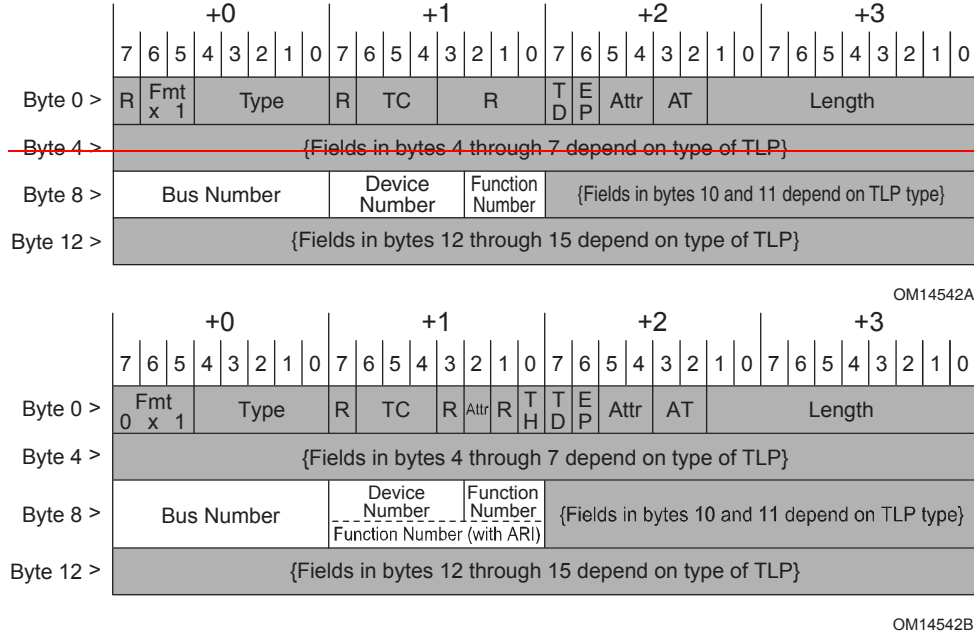 +0 +1 +2 +3
7 6 5 4 3 2 1 0 7 6 5 4 3 2 1 0 7 6 5 4 3 2 1 0 7 6 5 4 3 2 1 0
Byte 0 > R Fmt x 1 Type R TC R TD EP Attr AT Length
Byte 4 > {Fields in bytes 4 through 7 depend on type of TLP}
Byte 8 > Bus Number Device Number Function Number {Fields in bytes 10 and 11 depend on TLP type}
Byte 12 > {Fields in bytes 12 through 15 depend on type of TLP}
OM14542A
+0 +1 +2 +3
7 6 5 4 3 2 1 0 7 6 5 4 3 2 1 0 7 6 5 4 3 2 1 0 7 6 5 4 3 2 1 0
Byte 0 > Fmt 0 x 1 Type R TC R Attr R TH TD EP Attr AT Length
Byte 4 > {Fields in bytes 4 through 7 depend on type of TLP}
Byte 8 > Bus Number Device Number Function Number {Fields in bytes 10 and 11 depend on TLP type}
Function Number (with ARI)
Byte 12 > {Fields in bytes 12 through 15 depend on type of TLP}
OM14542B